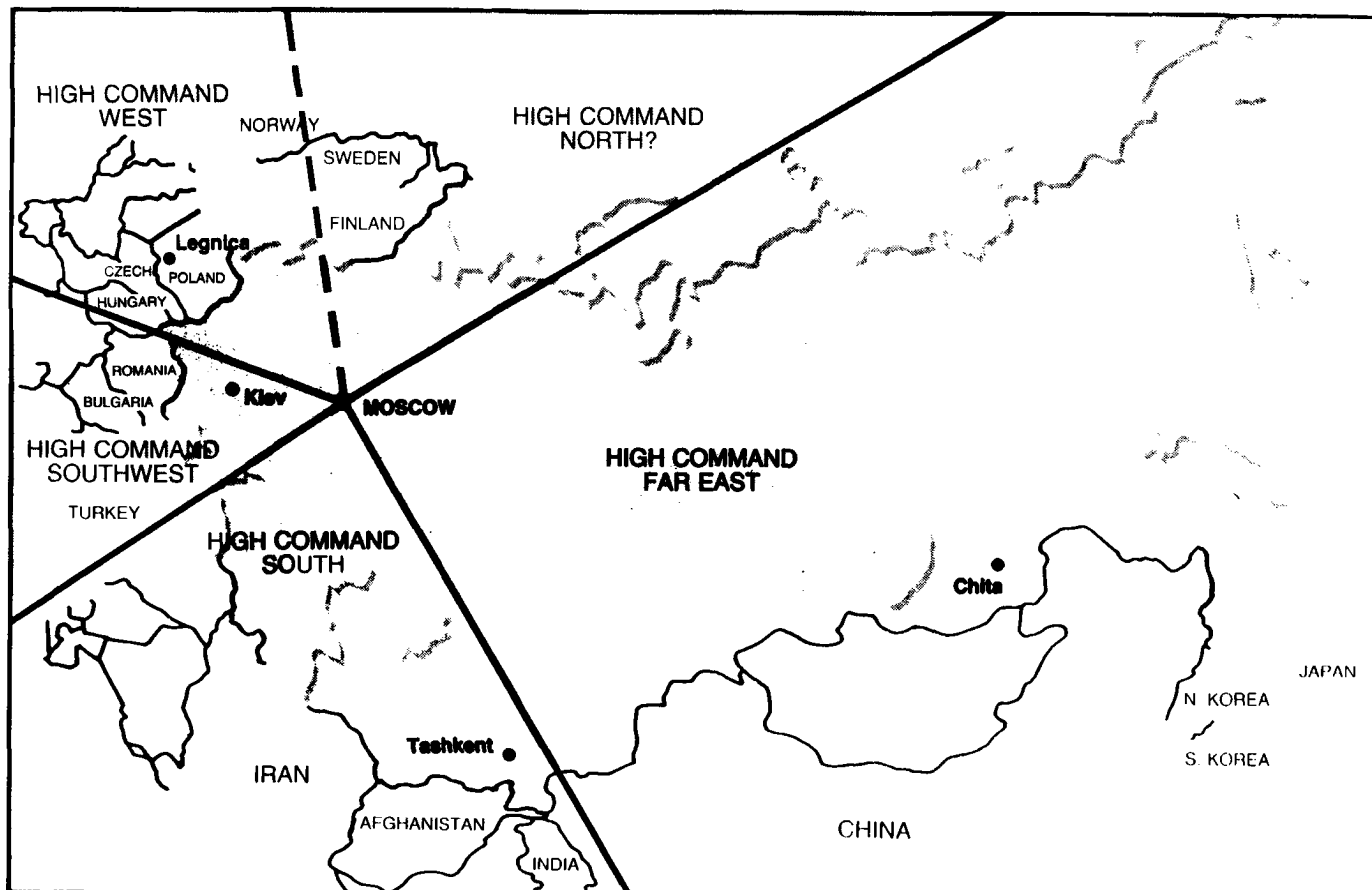 HIGH COMMAND
WEST
NORWAY
SWEDEN
HIGH COMMAND
NORTH?
FINLAND
Legnica
CZECH
POLAND
HUNGARY
ROMANIA
BULGARIA
Kiev
MOSCOW
HIGH COMMAND
SOUTHWEST
TURKEY
HIGH COMMAND
FAR EAST
HIGH COMMAND
SOUTH
Chita
JAPAN
N. KOREA
S. KOREA
Tashkent
IRAN
AFGHANISTAN
INDIA
CHINA